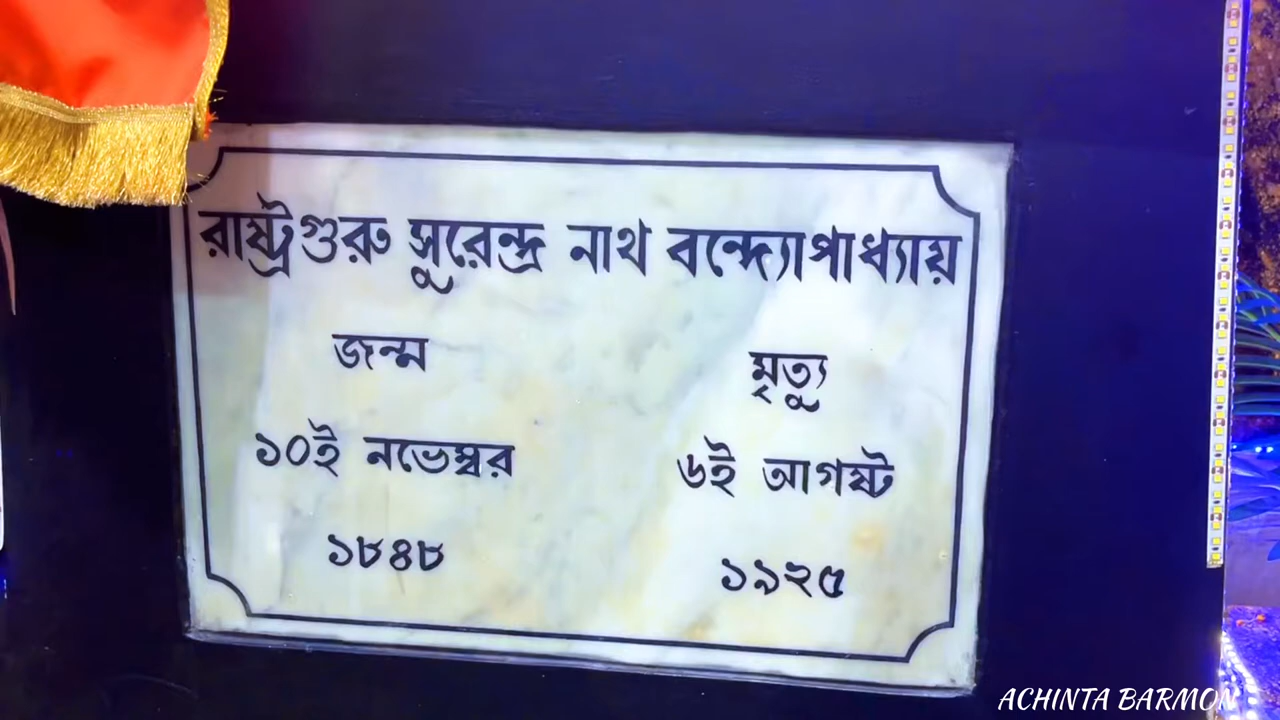 রাষ্ট্রগুরু সুরেন্দ্র নাথ বন্দ্যোপাধ্যায়
জন্ম
মৃত্যু
১০ই নভেম্বর
৬ই আগষ্ট
১৮৪৮
১৯২৫
ACHINTA BARMON